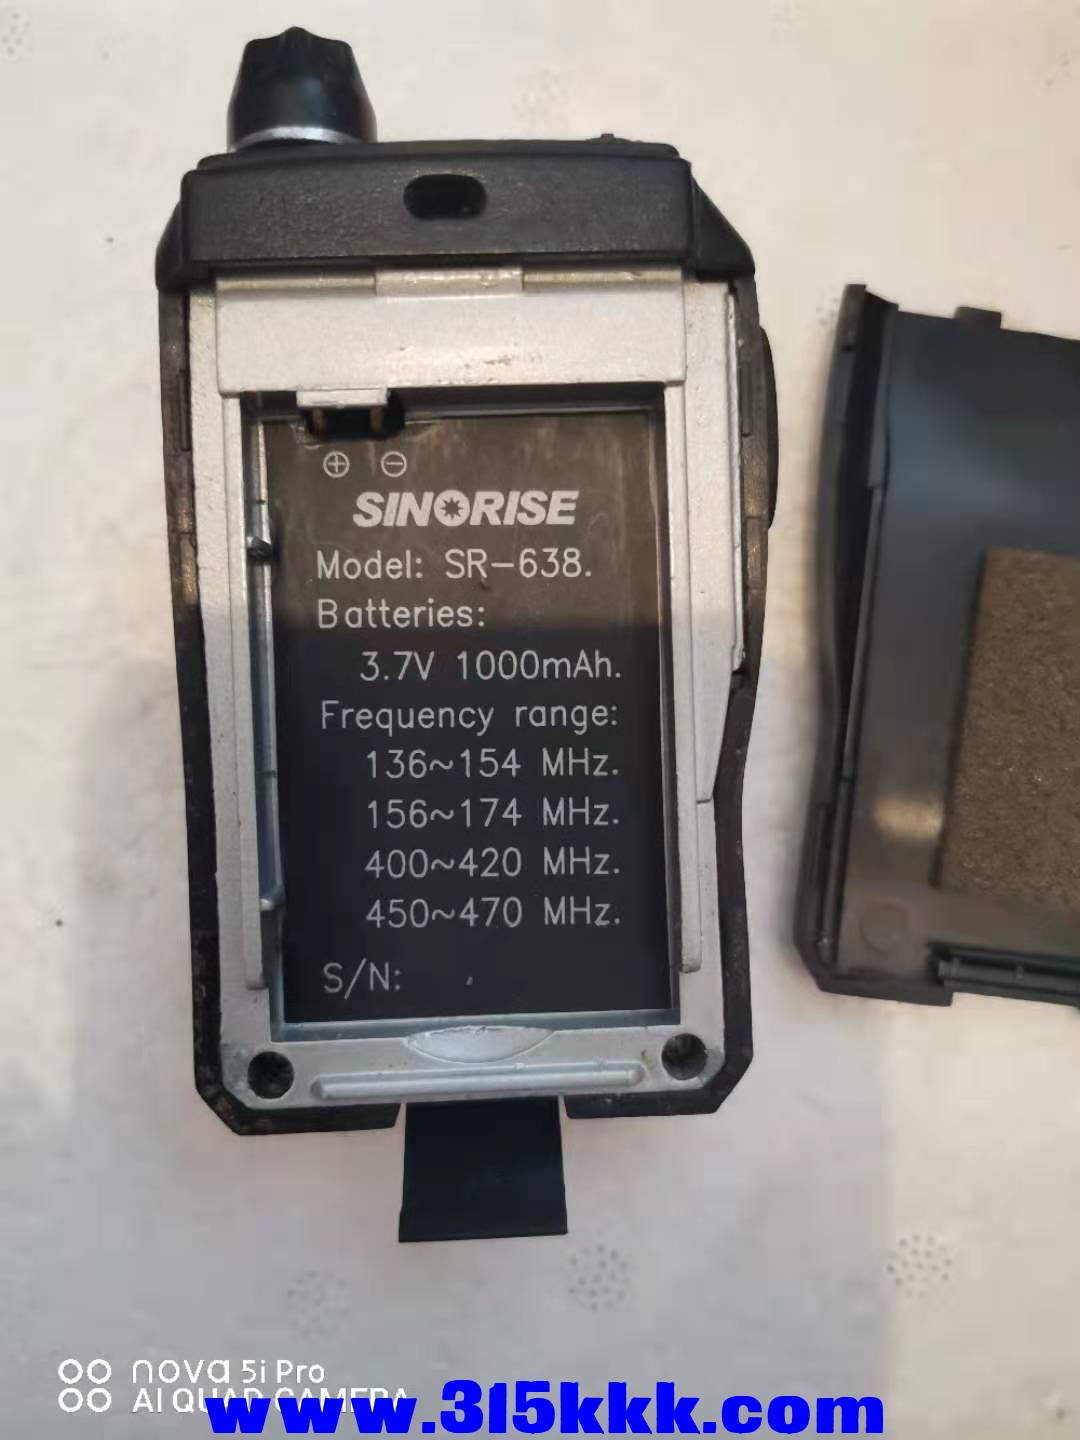 ⊕ ⊖
SINORISE
Model: SR-638.
Batteries:
3.7V 1000mAh.
Frequency range:
136~154 MHz.
156~174 MHz.
400~420 MHz.
450~470 MHz.
S/N:
nova 5i Pro
AI QUAD CAMERA
www.315kkk.com